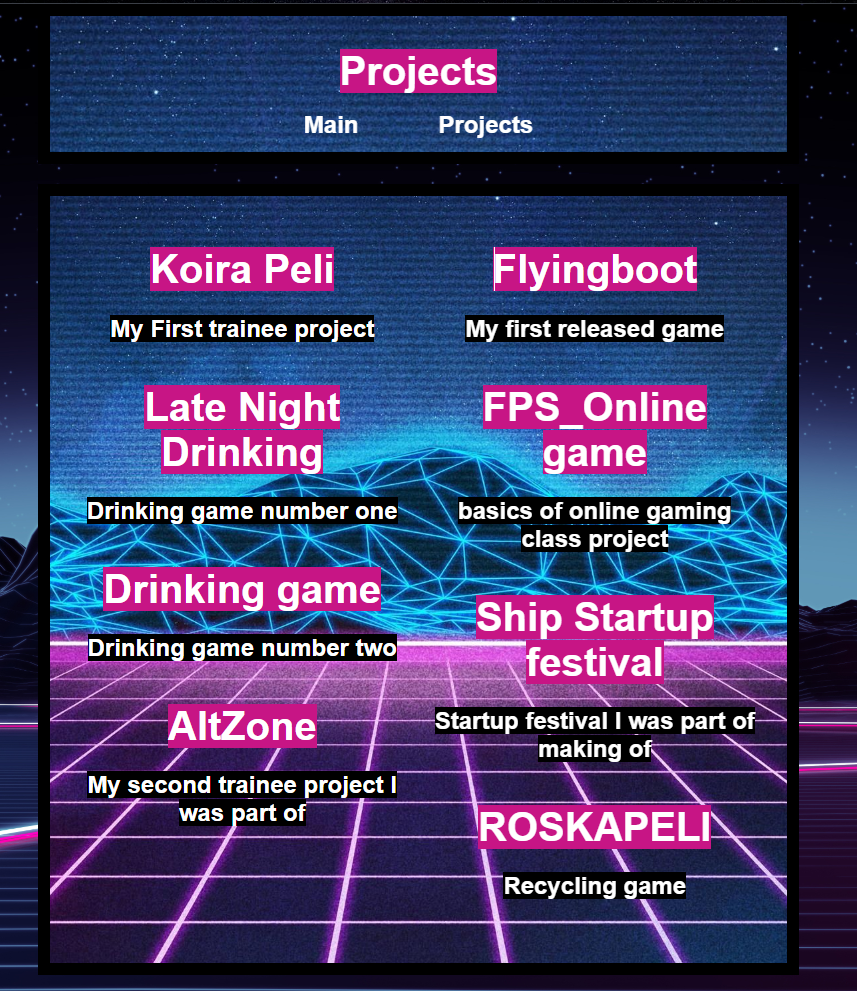 Projects
Main Projects
Koira Peli
My First trainee project
Late Night
Drinking
Drinking game number one
Drinking game
Drinking game number two
AltZone
My second trainee project I
was part of
Flyingboot
My first released game
FPS_Online
game
basics of online gaming
class project
Ship Startup
festival
Startup festival I was part of
making of
ROSKAPELI
Recycling game